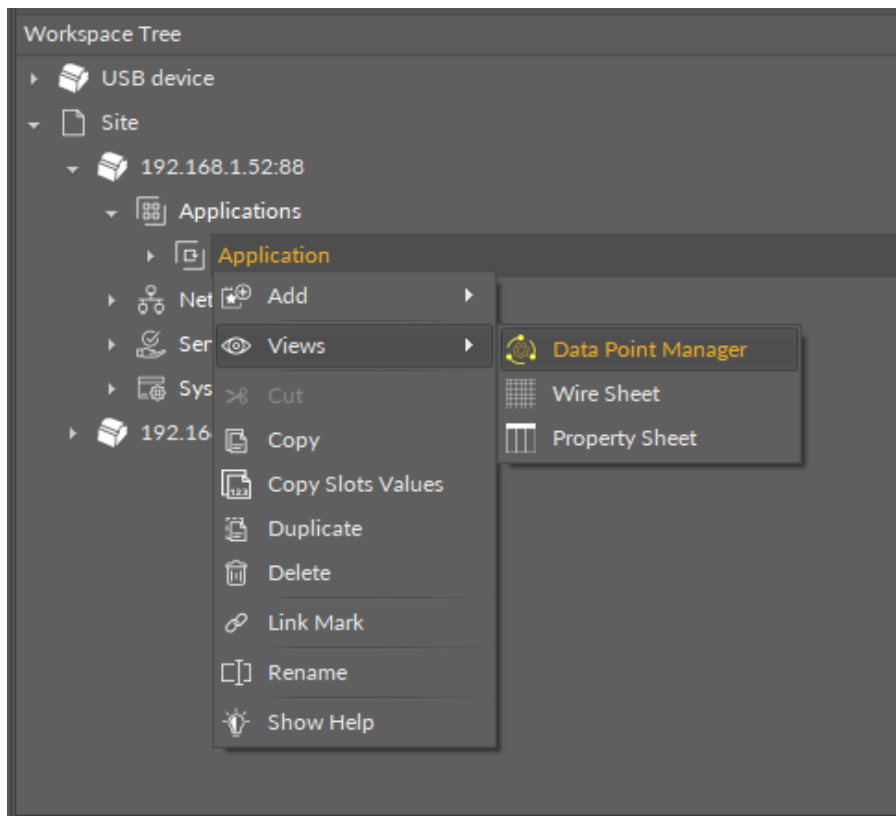 Workspace Tree
USB device
Site
192.168.1.52:88
Applications
Application
Net
Ser
Sys
192.16
Add
Views
Cut
Copy
Copy Slots Values
Duplicate
Delete
Link Mark
Rename
Show Help
Data Point Manager
Wire Sheet
Property Sheet